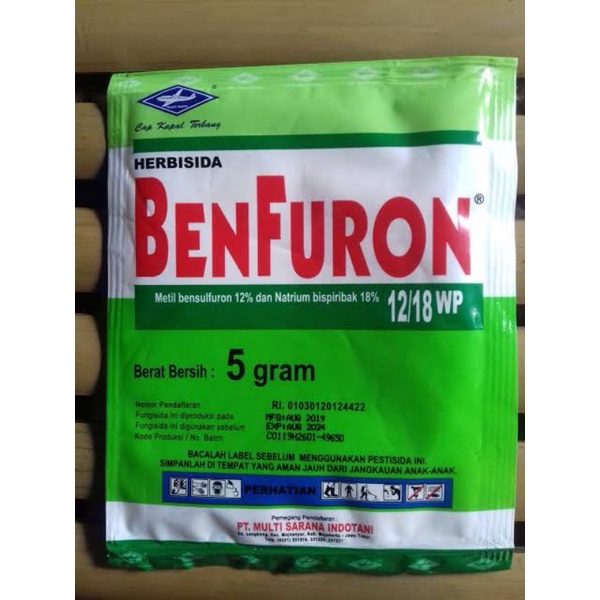 Cap Kapal Terbang
HERBISIDA
BENFURON®
Metil bensulfuron 12% dan Natrium bispiribak 18% 12/18 WP
Berat Bersih : 5 gram
Nomor Pendaftaran RI. 01030120124422
Fungisida ini diproduksi pada MFG:AUG 2019
Fungisida ini digunakan sebelum EXP:AUG 2024
Kode Produksi / No. Batch CO119H2601-49650
BACALAH LABEL SEBELUM MENGGUNAKAN PESTISIDA INI.
SIMPANLAH DI TEMPAT YANG AMAN JAUH DARI JANGKAUAN ANAK-ANAK.
PERHATIAN
Pemegang Pendaftaran :
PT. MULTI SARANA INDOTANI